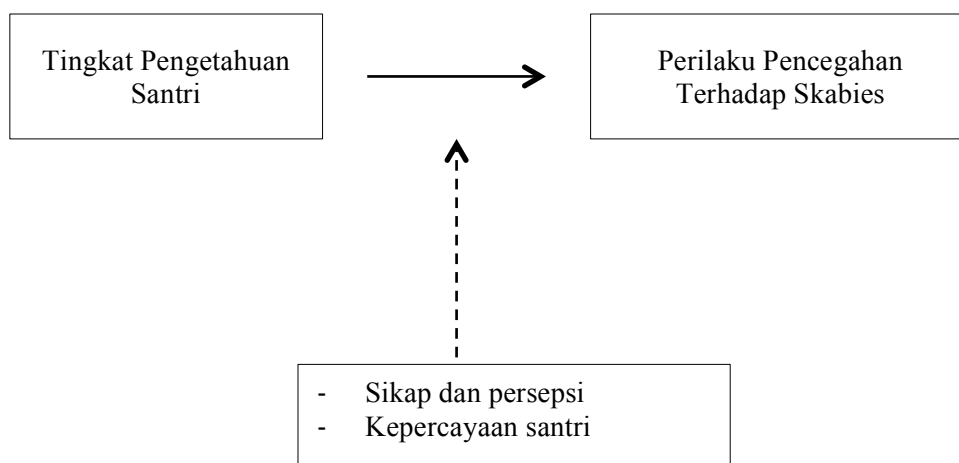 Tingkat Pengetahuan
Santri
Perilaku Pencegahan
Terhadap Skabies
- Sikap dan persepsi
- Kepercayaan santri